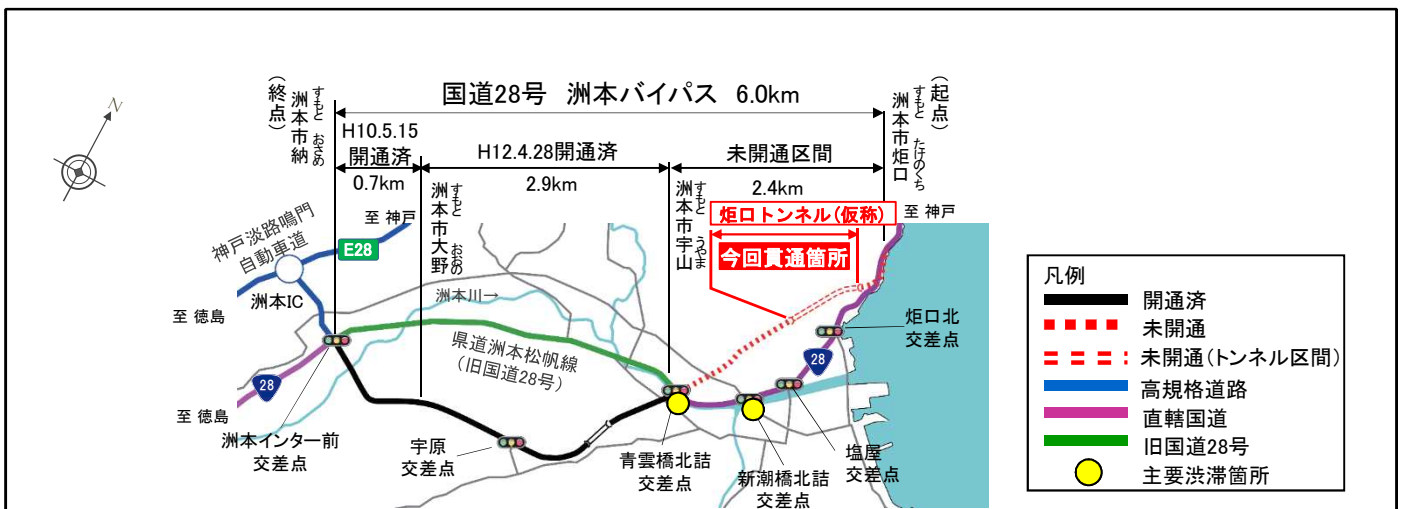 N
国道28号 洲本バイパス 6.0km
(終点)
洲本市納
すもと おさめ
(起点)
洲本市炬口
すもと たけのくち
H10.5.15
開通済
0.7km
H12.4.28開通済
2.9km
未開通区間
2.4km
洲本市大野
すもと おおの
洲本市宇山
すもと うやま
炬口トンネル(仮称)
今回貫通箇所
至 神戸
至 神戸
神戸淡路鳴門
自動車道
E28
洲本IC
洲本川→
至 徳島
県道洲本松帆線
(旧国道28号)
炬口北
交差点
28
28
至 徳島
洲本インター前
交差点
宇原
交差点
青雲橋北詰
交差点
新潮橋北詰
交差点
塩屋
交差点
凡例
開通済
未開通
未開通(トンネル区間)
高規格道路
直轄国道
旧国道28号
主要渋滞箇所